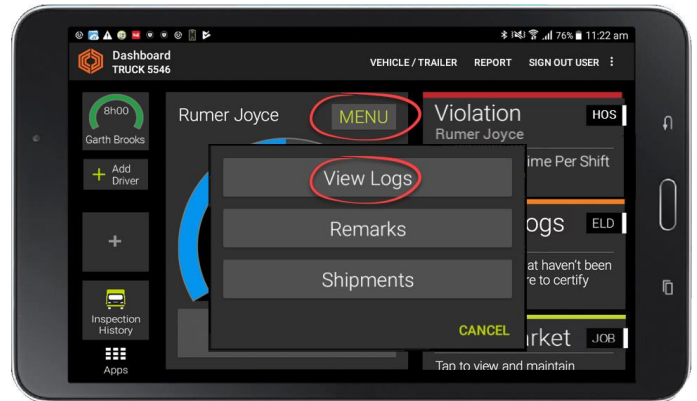 76% 11:22 am
Dashboard
TRUCK 5546
VEHICLE / TRAILER REPORT SIGN OUT USER
8h00
Garth Brooks
+ Add
Driver
+
Inspection
History
Apps
Rumer Joyce MENU
View Logs
Remarks
Shipments
CANCEL
Violation HOS
Rumer Joyce
ime Per Shift
ogs ELD
at haven't been
re to certify
rket JOB
Tap to view and maintain